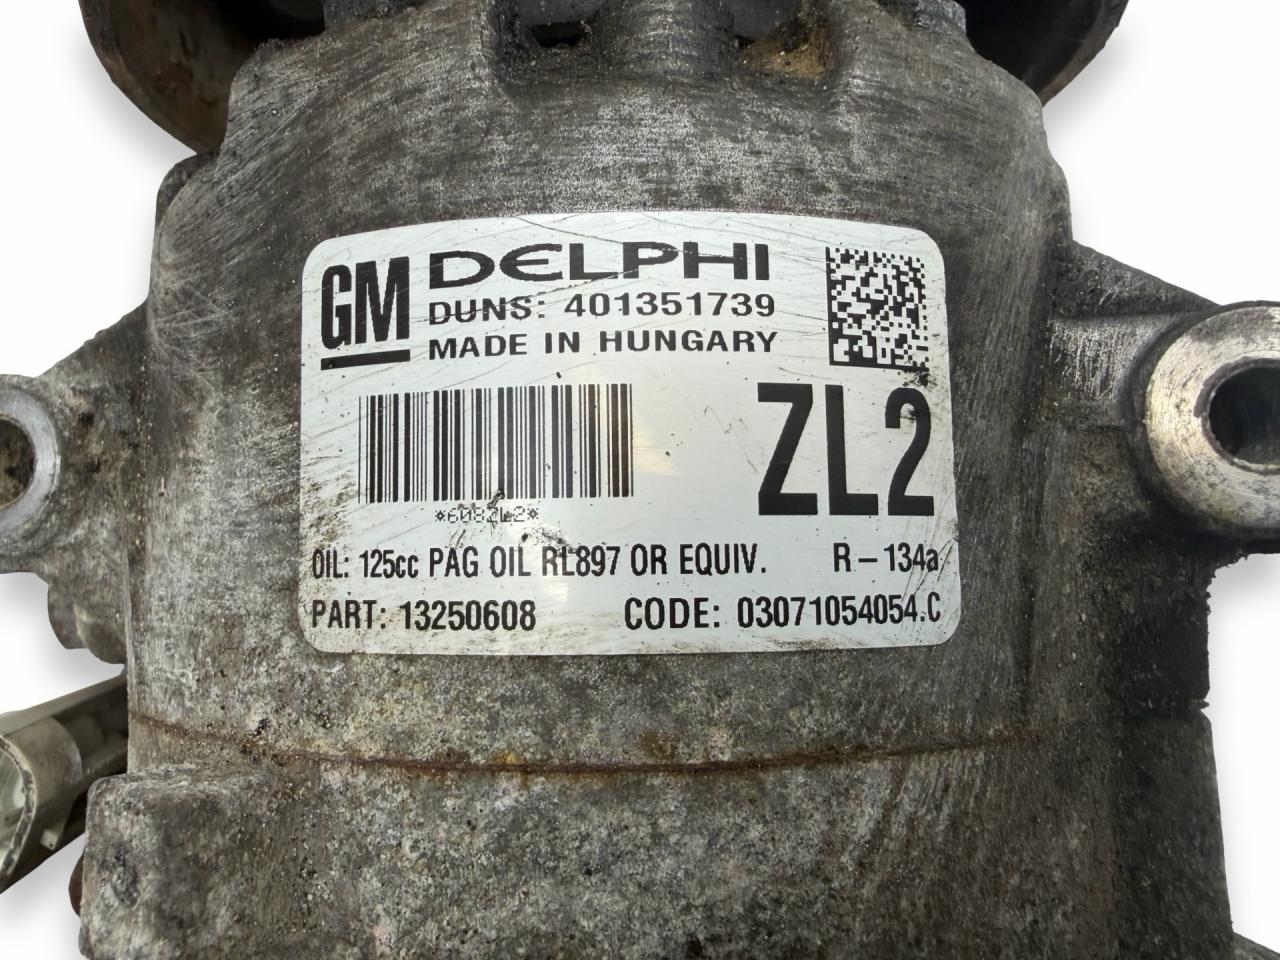 GM DELPHI
DUNS: 401351739
MADE IN HUNGARY
ZL2
*608ZL2*
OIL: 125cc PAG OIL RL897 OR EQUIV. R-134a
PART: 13250608 CODE: 03071054054.C